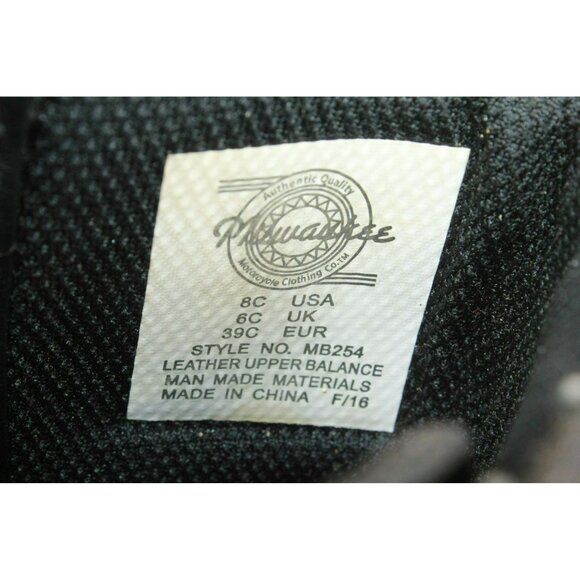 Authentic Quality
Milwaukee
Motorcycle Clothing Co.™
8C USA
6C UK
39C EUR
STYLE NO. MB254
LEATHER UPPER BALANCE
MAN MADE MATERIALS
MADE IN CHINA F/16